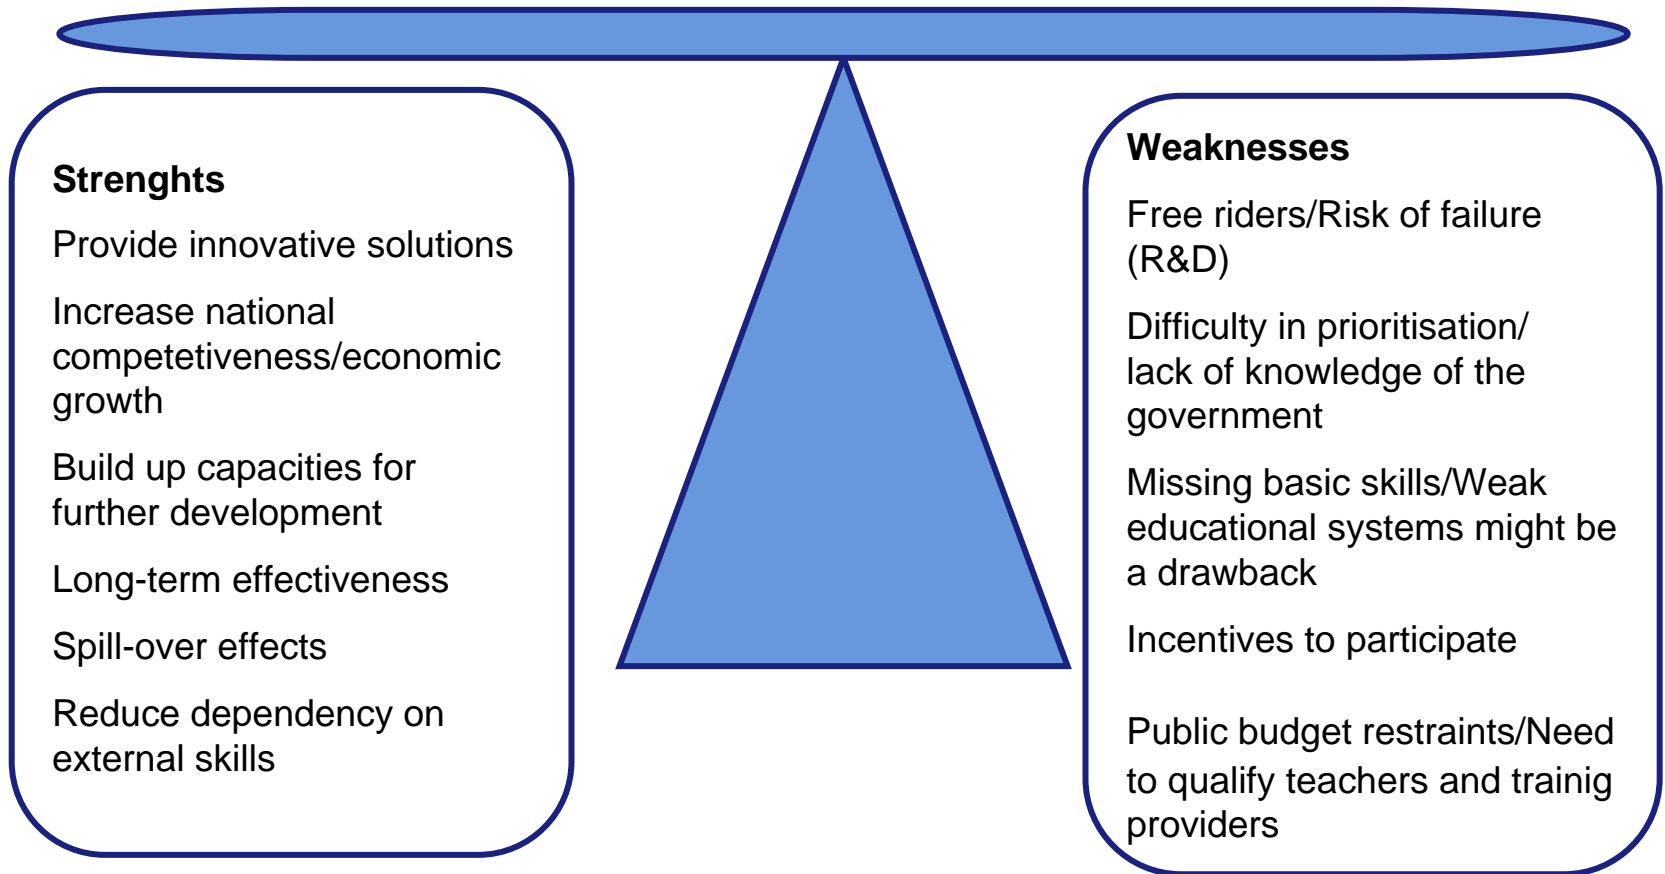 Strenghts
Provide innovative solutions
Increase national
competetiveness/economic
growth
Build up capacities for
further development
Long-term effectiveness
Spill-over effects
Reduce dependency on
external skills
Weaknesses
Free riders/Risk of failure
(R&D)
Difficulty in prioritisation/
lack of knowledge of the
government
Missing basic skills/Weak
educational systems might be
a drawback
Incentives to participate
Public budget restraints/Need
to qualify teachers and trainig
providers